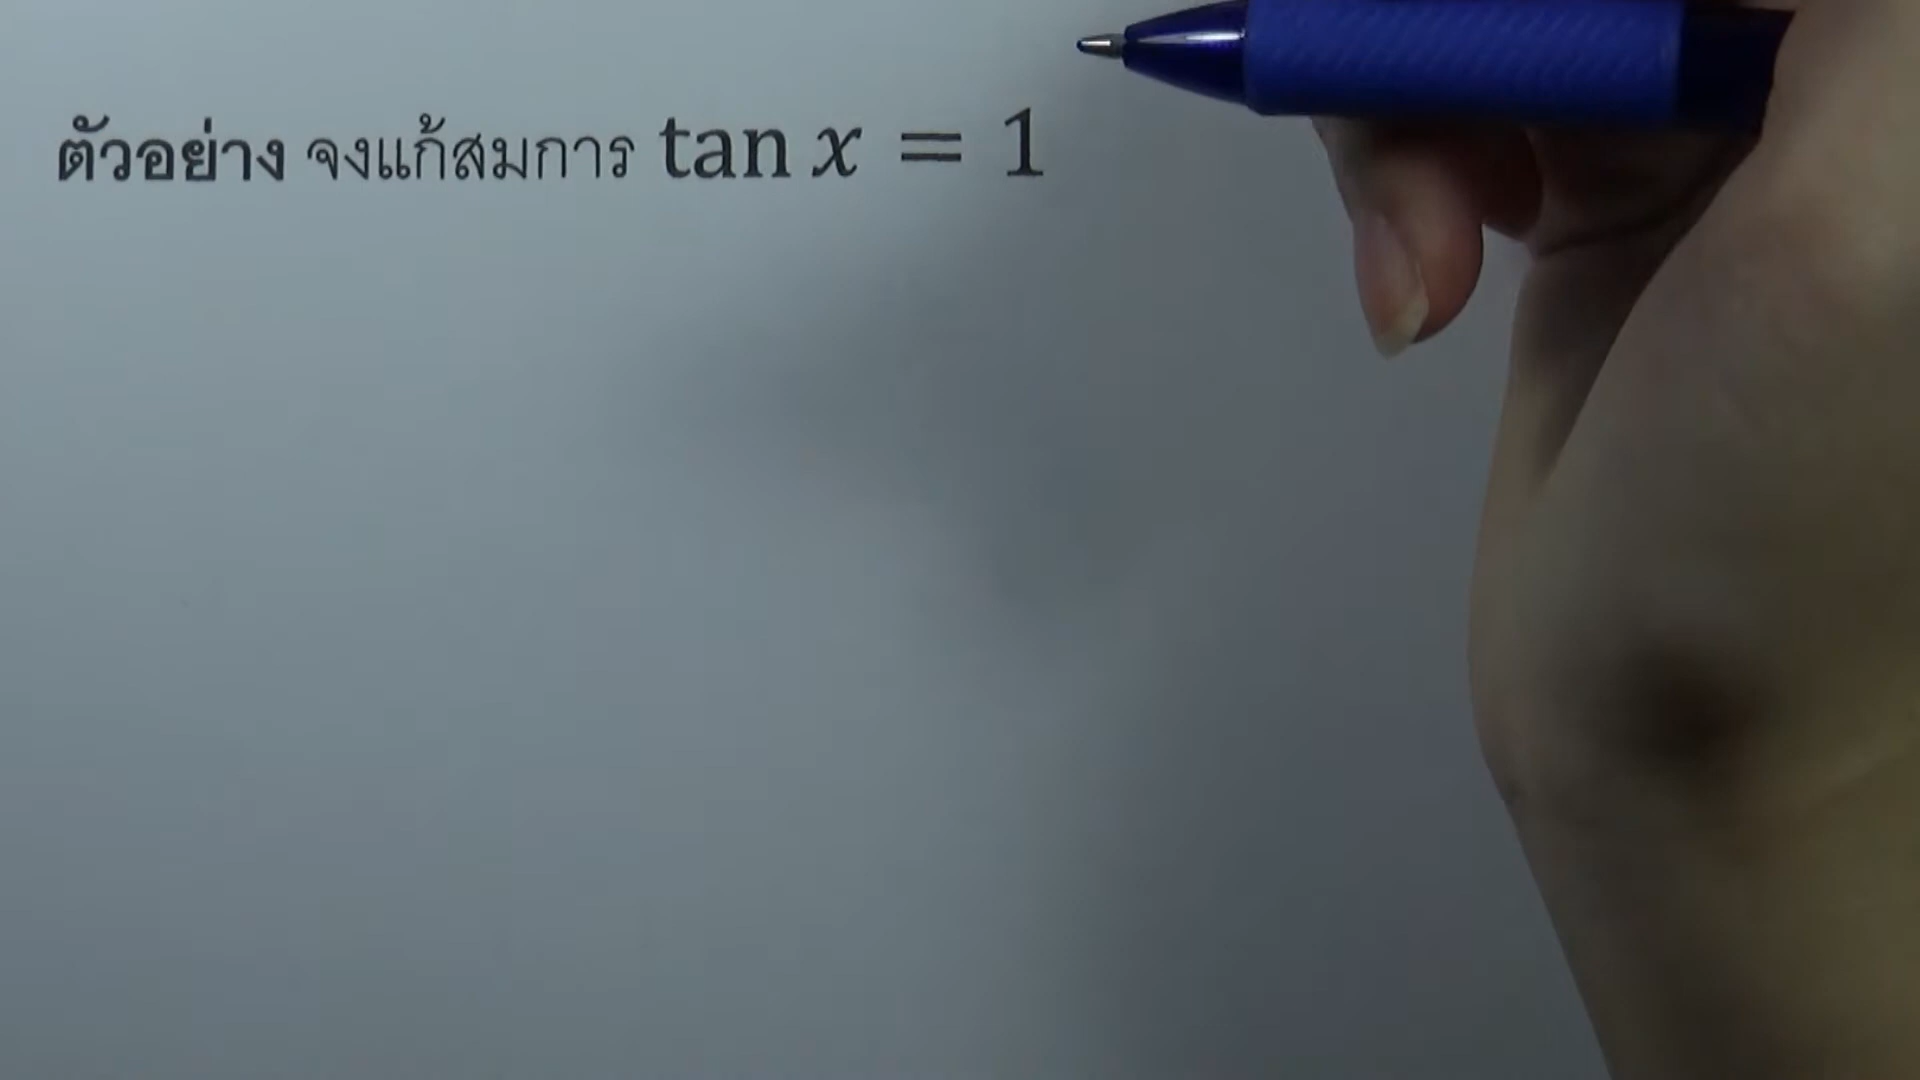 ตัวอย่าง จงแก้สมการ tan x = 1